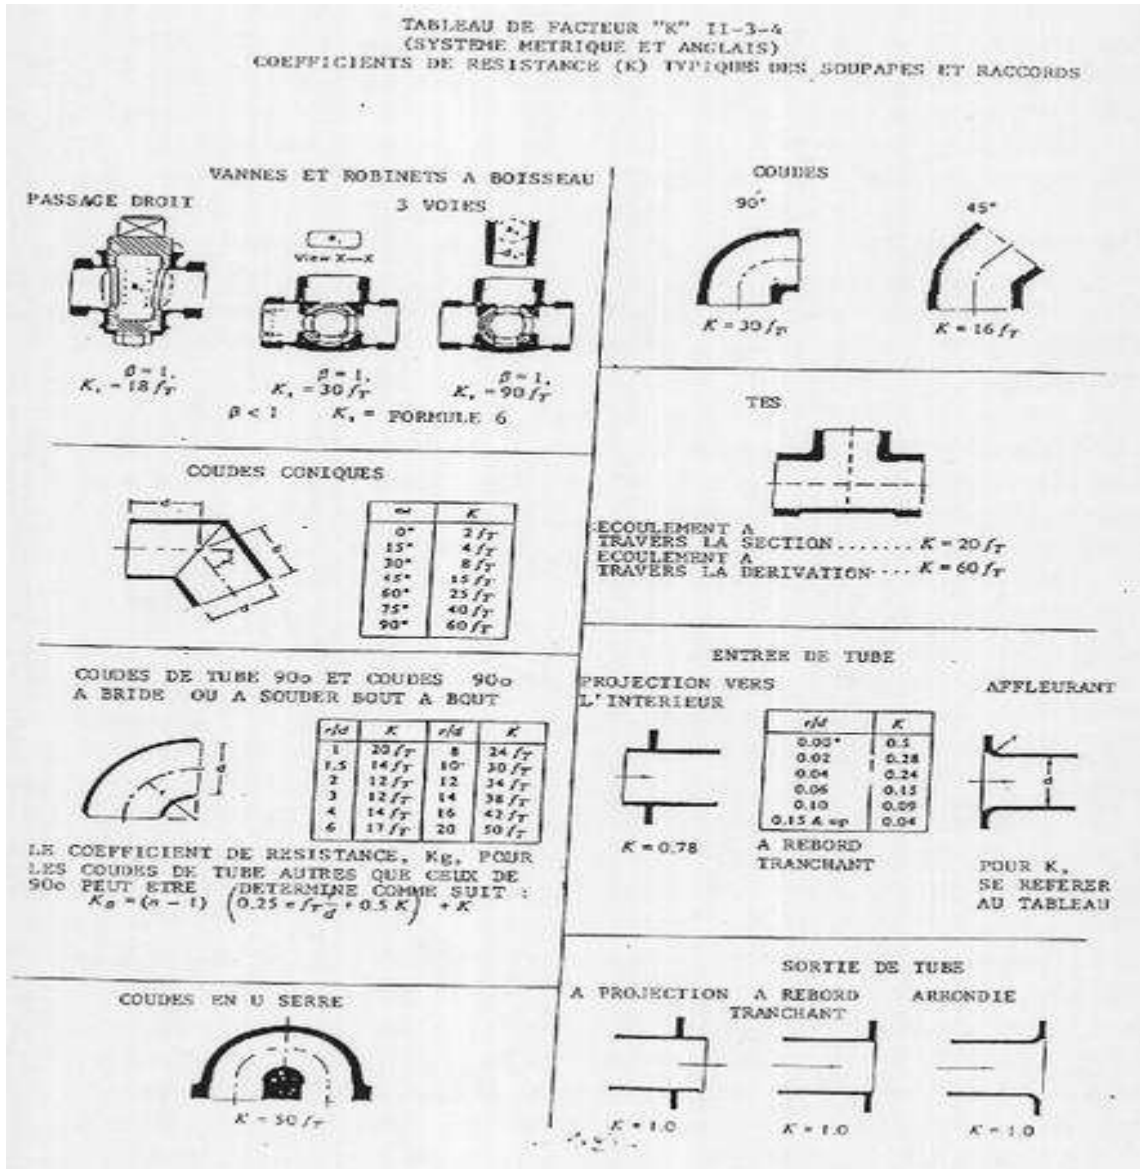 TABLEAU DE FACTEUR "K" II-3-4
(SYSTEME METRIQUE ET ANGLAIS)
COEFFICIENTS DE RESISTANCE (K) TYPIQUES DES SOUPAPES ET RACCORDS
VANNES ET ROBINETS A BOISSEAU
PASSAGE DROIT
3 VOIES
View X—X
β = 1,
K₁ = 18 fT
β = 1,
K₁ = 30 fT
β = 1,
K₁ = 90 fT
β < 1 K₂ = FORMULE 6
COUDES CONIQUES
d
∝ K
0° 2 fT
15° 4 fT
30° 8 fT
45° 15 fT
60° 25 fT
75° 40 fT
90° 60 fT
COUDES DE TUBE 90o ET COUDES 90o
A BRIDE OU A SOUDER BOUT A BOUT
d
r/d K r/d K
1 20 fT 8 24 fT
1.5 14 fT 10 30 fT
2 12 fT 12 34 fT
3 12 fT 14 38 fT
4 14 fT 16 42 fT
6 17 fT 20 50 fT
LE COEFFICIENT DE RESISTANCE, Kg, POUR
LES COUDES DE TUBE AUTRES QUE CEUX DE
90o PEUT ETRE DETERMINE COMME SUIT :
K_B = (n - 1) (0.25 π fT r/d + 0.5 K) + K
COUDES EN U SERRE
K = 50 fT
COUDES
90°
45°
K = 30 fT
K = 16 fT
TES
ECOULEMENT A
TRAVERS LA SECTION ....... K = 20 fT
ECOULEMENT A
TRAVERS LA DERIVATION .... K = 60 fT
ENTREE DE TUBE
PROJECTION VERS
L'INTERIEUR
K = 0.78
r/d K
0.00* 0.5
0.02 0.28
0.04 0.24
0.06 0.15
0.10 0.09
0.15 & up 0.04
A REBORD
TRANCHANT
AFFLEURANT
d
POUR K,
SE REFERER
AU TABLEAU
SORTIE DE TUBE
A PROJECTION
A REBORD
TRANCHANT
ARRONDIE
K = 1.0
K = 1.0
K = 1.0